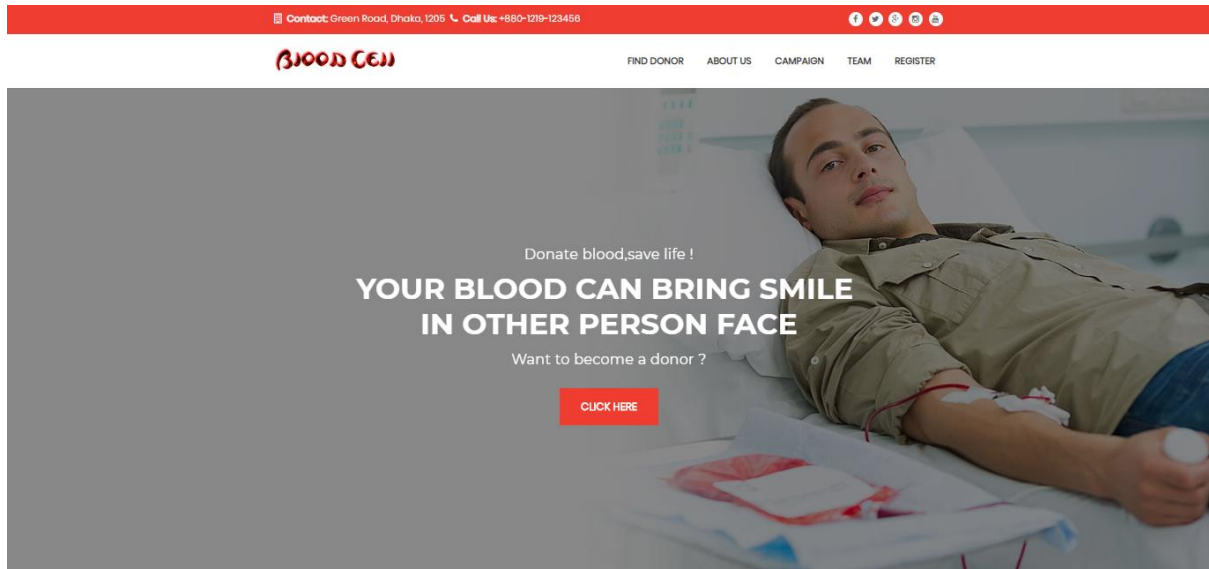 Contact: Green Road, Dhaka, 1205 Call Us: +880-1219-123456
Blood Cell
FIND DONOR ABOUT US CAMPAIGN TEAM REGISTER
Donate blood,save life !
YOUR BLOOD CAN BRING SMILE
IN OTHER PERSON FACE
Want to become a donor ?
CLICK HERE